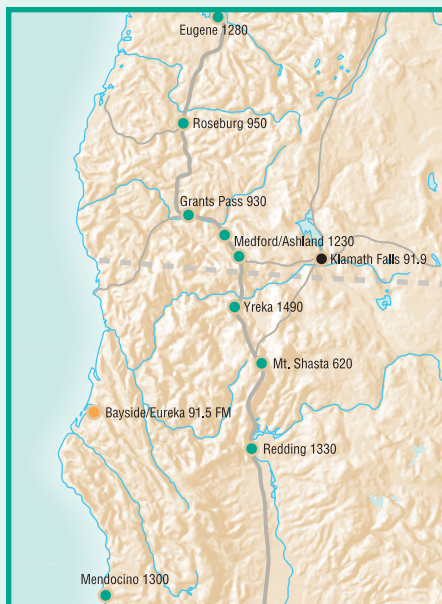 Eugene 1280
Roseburg 950
Grants Pass 930
Medford/Ashland 1230
Klamath Falls 91.9
Yreka 1490
Mt. Shasta 620
Bayside/Eureka 91.5 FM
Redding 1330
Mendocino 1300